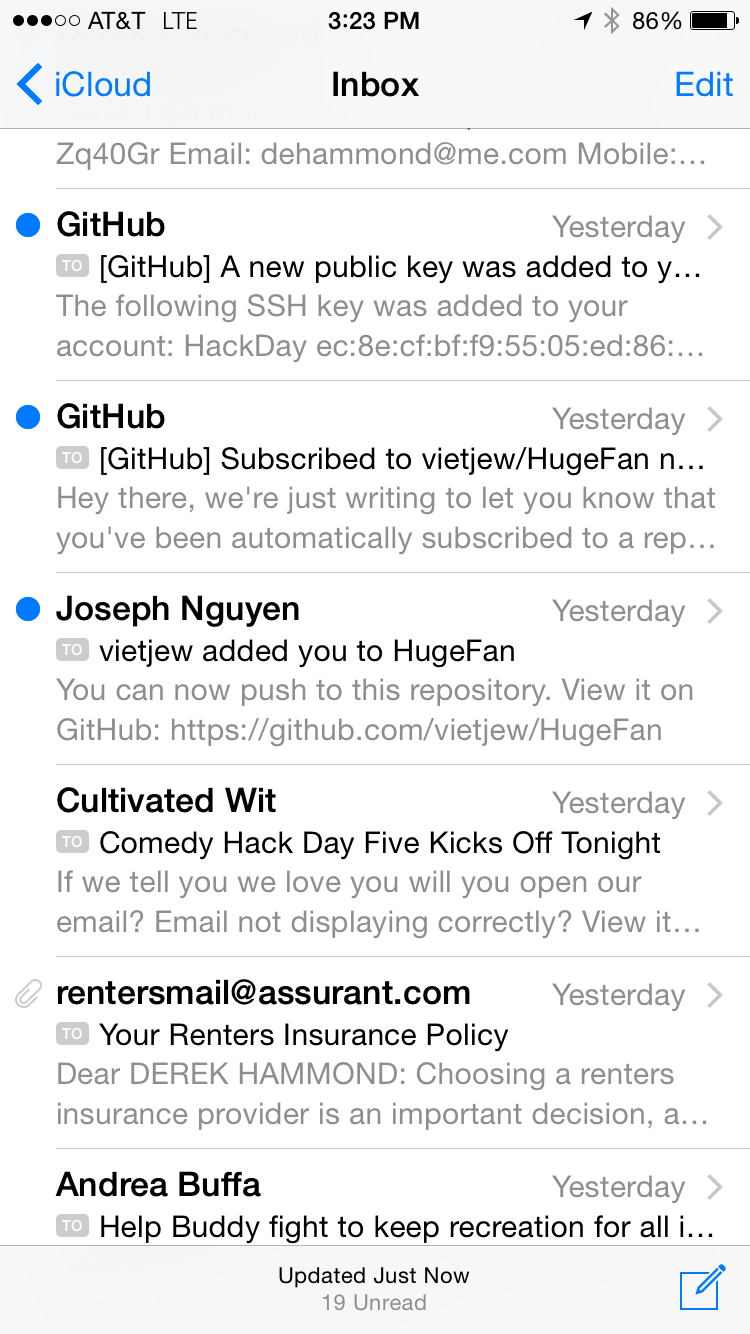 AT&T LTE 3:23 PM 86%
iCloud Inbox Edit
Zq40Gr Email: dehammond@me.com Mobile:...
GitHub Yesterday
TO [GitHub] A new public key was added to y...
The following SSH key was added to your
account: HackDay ec:8e:cf:bf:f9:55:05:ed:86:...
GitHub Yesterday
TO [GitHub] Subscribed to vietjew/HugeFan n...
Hey there, we're just writing to let you know that
you've been automatically subscribed to a rep...
Joseph Nguyen Yesterday
TO vietjew added you to HugeFan
You can now push to this repository. View it on
GitHub: https://github.com/vietjew/HugeFan
Cultivated Wit Yesterday
TO Comedy Hack Day Five Kicks Off Tonight
If we tell you we love you will you open our
email? Email not displaying correctly? View it...
rentersmail@assurant.com Yesterday
TO Your Renters Insurance Policy
Dear DEREK HAMMOND: Choosing a renters
insurance provider is an important decision, a...
Andrea Buffa Yesterday
TO Help Buddy fight to keep recreation for all i...
Updated Just Now
19 Unread